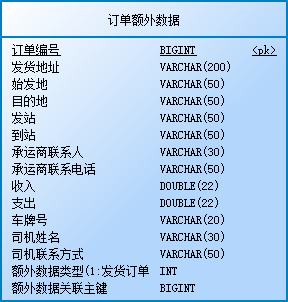 订单额外数据
订单编号 BIGINT <pk>
发货地址 VARCHAR(200)
始发地 VARCHAR(50)
目的地 VARCHAR(50)
发站 VARCHAR(50)
到站 VARCHAR(50)
承运商联系人 VARCHAR(30)
承运商联系电话 VARCHAR(50)
收入 DOUBLE(22)
支出 DOUBLE(22)
车牌号 VARCHAR(20)
司机姓名 VARCHAR(30)
司机联系方式 VARCHAR(50)
额外数据类型(1:发货订单 INT
额外数据关联主键 BIGINT